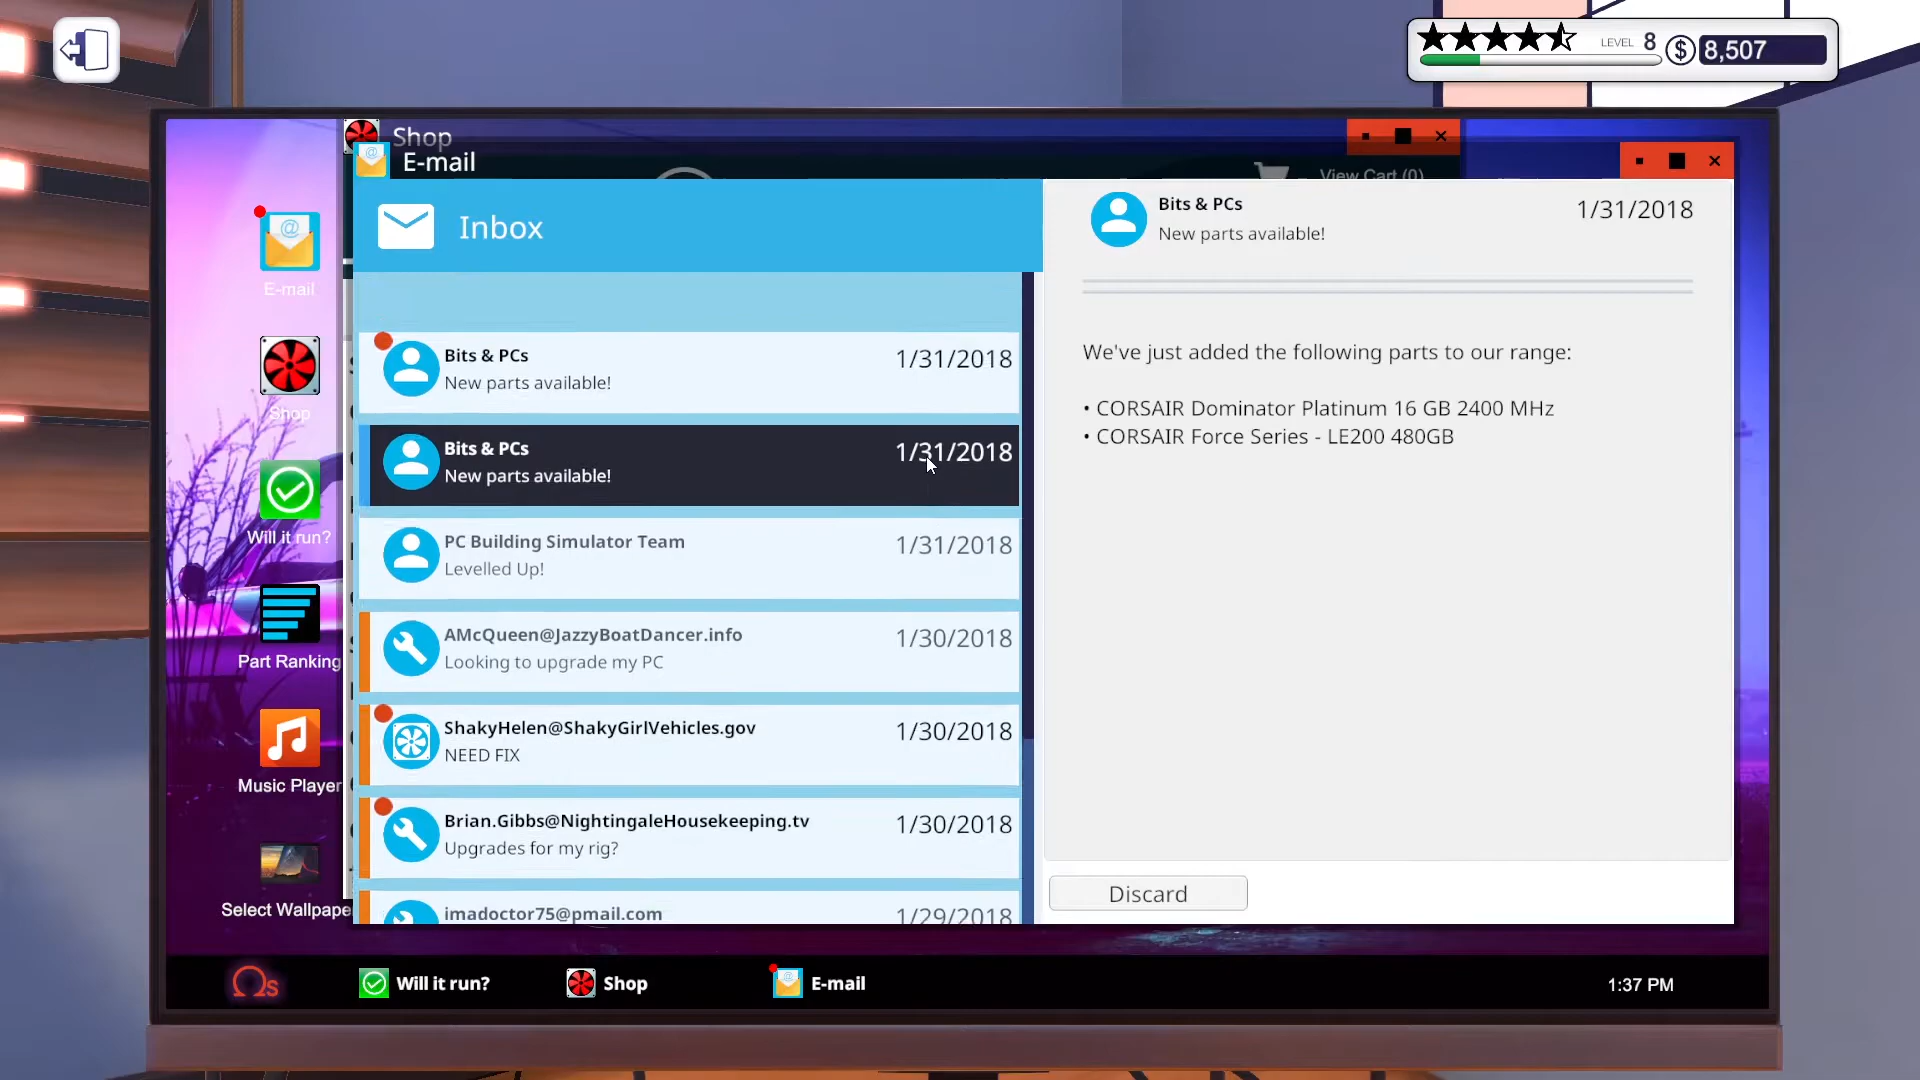 LEVEL 8 $ 8,507
Shop
E-mail
View Cart (0)
Inbox
Bits & PCs
New parts available!
1/31/2018
We've just added the following parts to our range:
• CORSAIR Dominator Platinum 16 GB 2400 MHz
• CORSAIR Force Series - LE200 480GB
Discard
Bits & PCs
New parts available!
1/31/2018
Bits & PCs
New parts available!
1/31/2018
PC Building Simulator Team
Levelled Up!
1/31/2018
AMcQueen@JazzyBoatDancer.info
Looking to upgrade my PC
1/30/2018
ShakyHelen@ShakyGirlVehicles.gov
NEED FIX
1/30/2018
Brian.Gibbs@NightingaleHousekeeping.tv
Upgrades for my rig?
1/30/2018
imadoctor75@pmail.com
1/29/2018
E-mail
Shop
Will it run?
Part Ranking
Music Player
Select Wallpape
Ωs
Will it run?
Shop
E-mail
1:37 PM